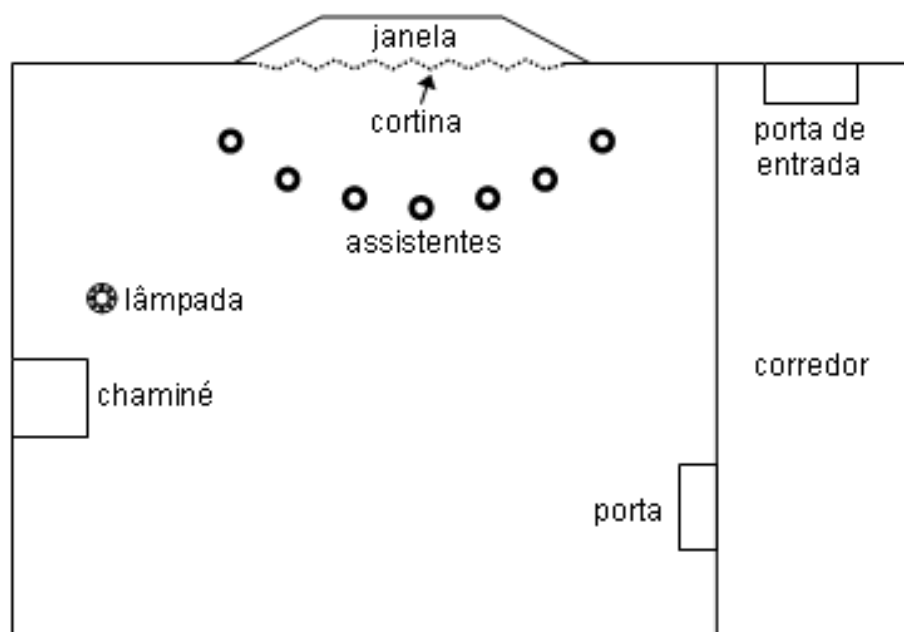 janela
cortina
porta de
entrada
assistentes
lâmpada
corredor
chaminé
porta